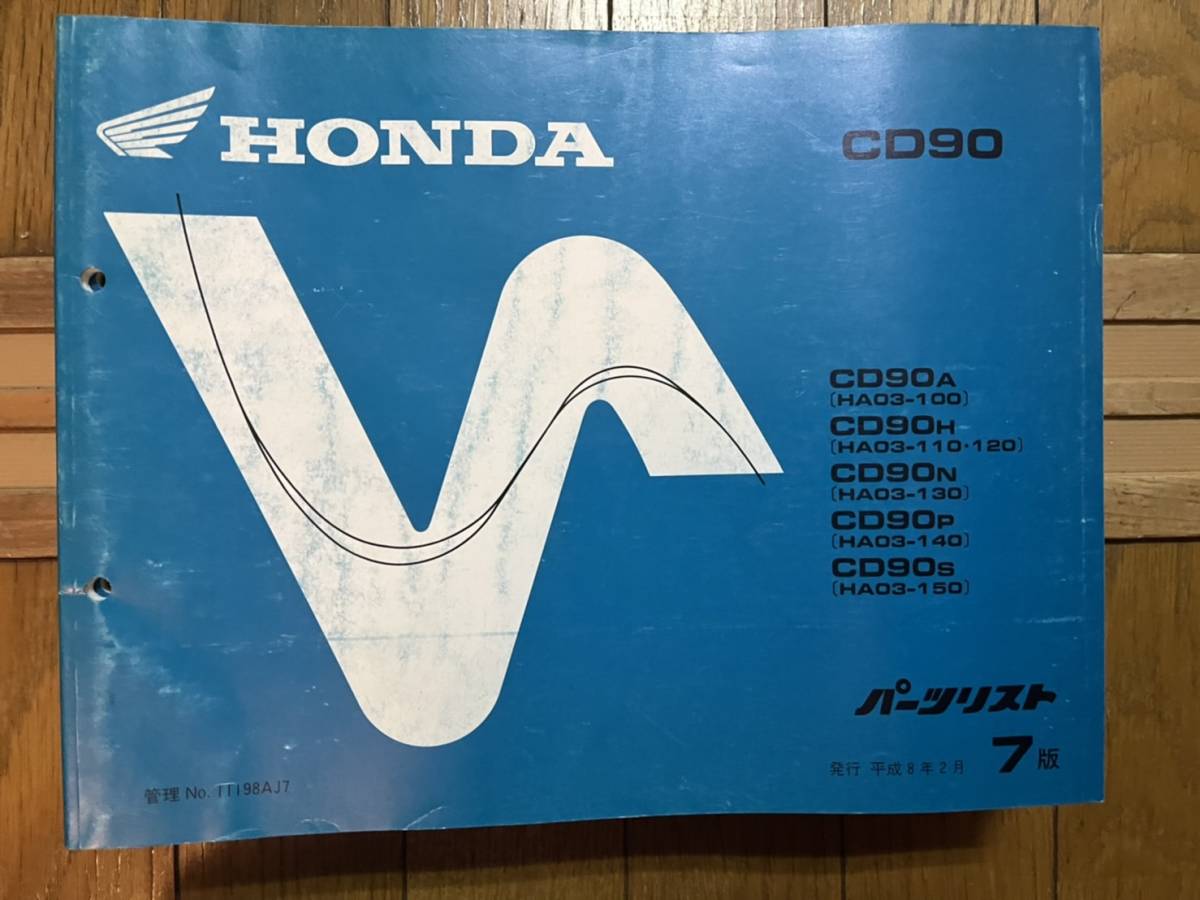 HONDA
CD90
CD90A
(HA03-100)
CD90H
(HA03-110・120)
CD90N
(HA03-130)
CD90P
(HA03-140)
CD90S
(HA03-150)
パーツリスト
発行 平成8年2月 7版
管理 No. 11198AJ7